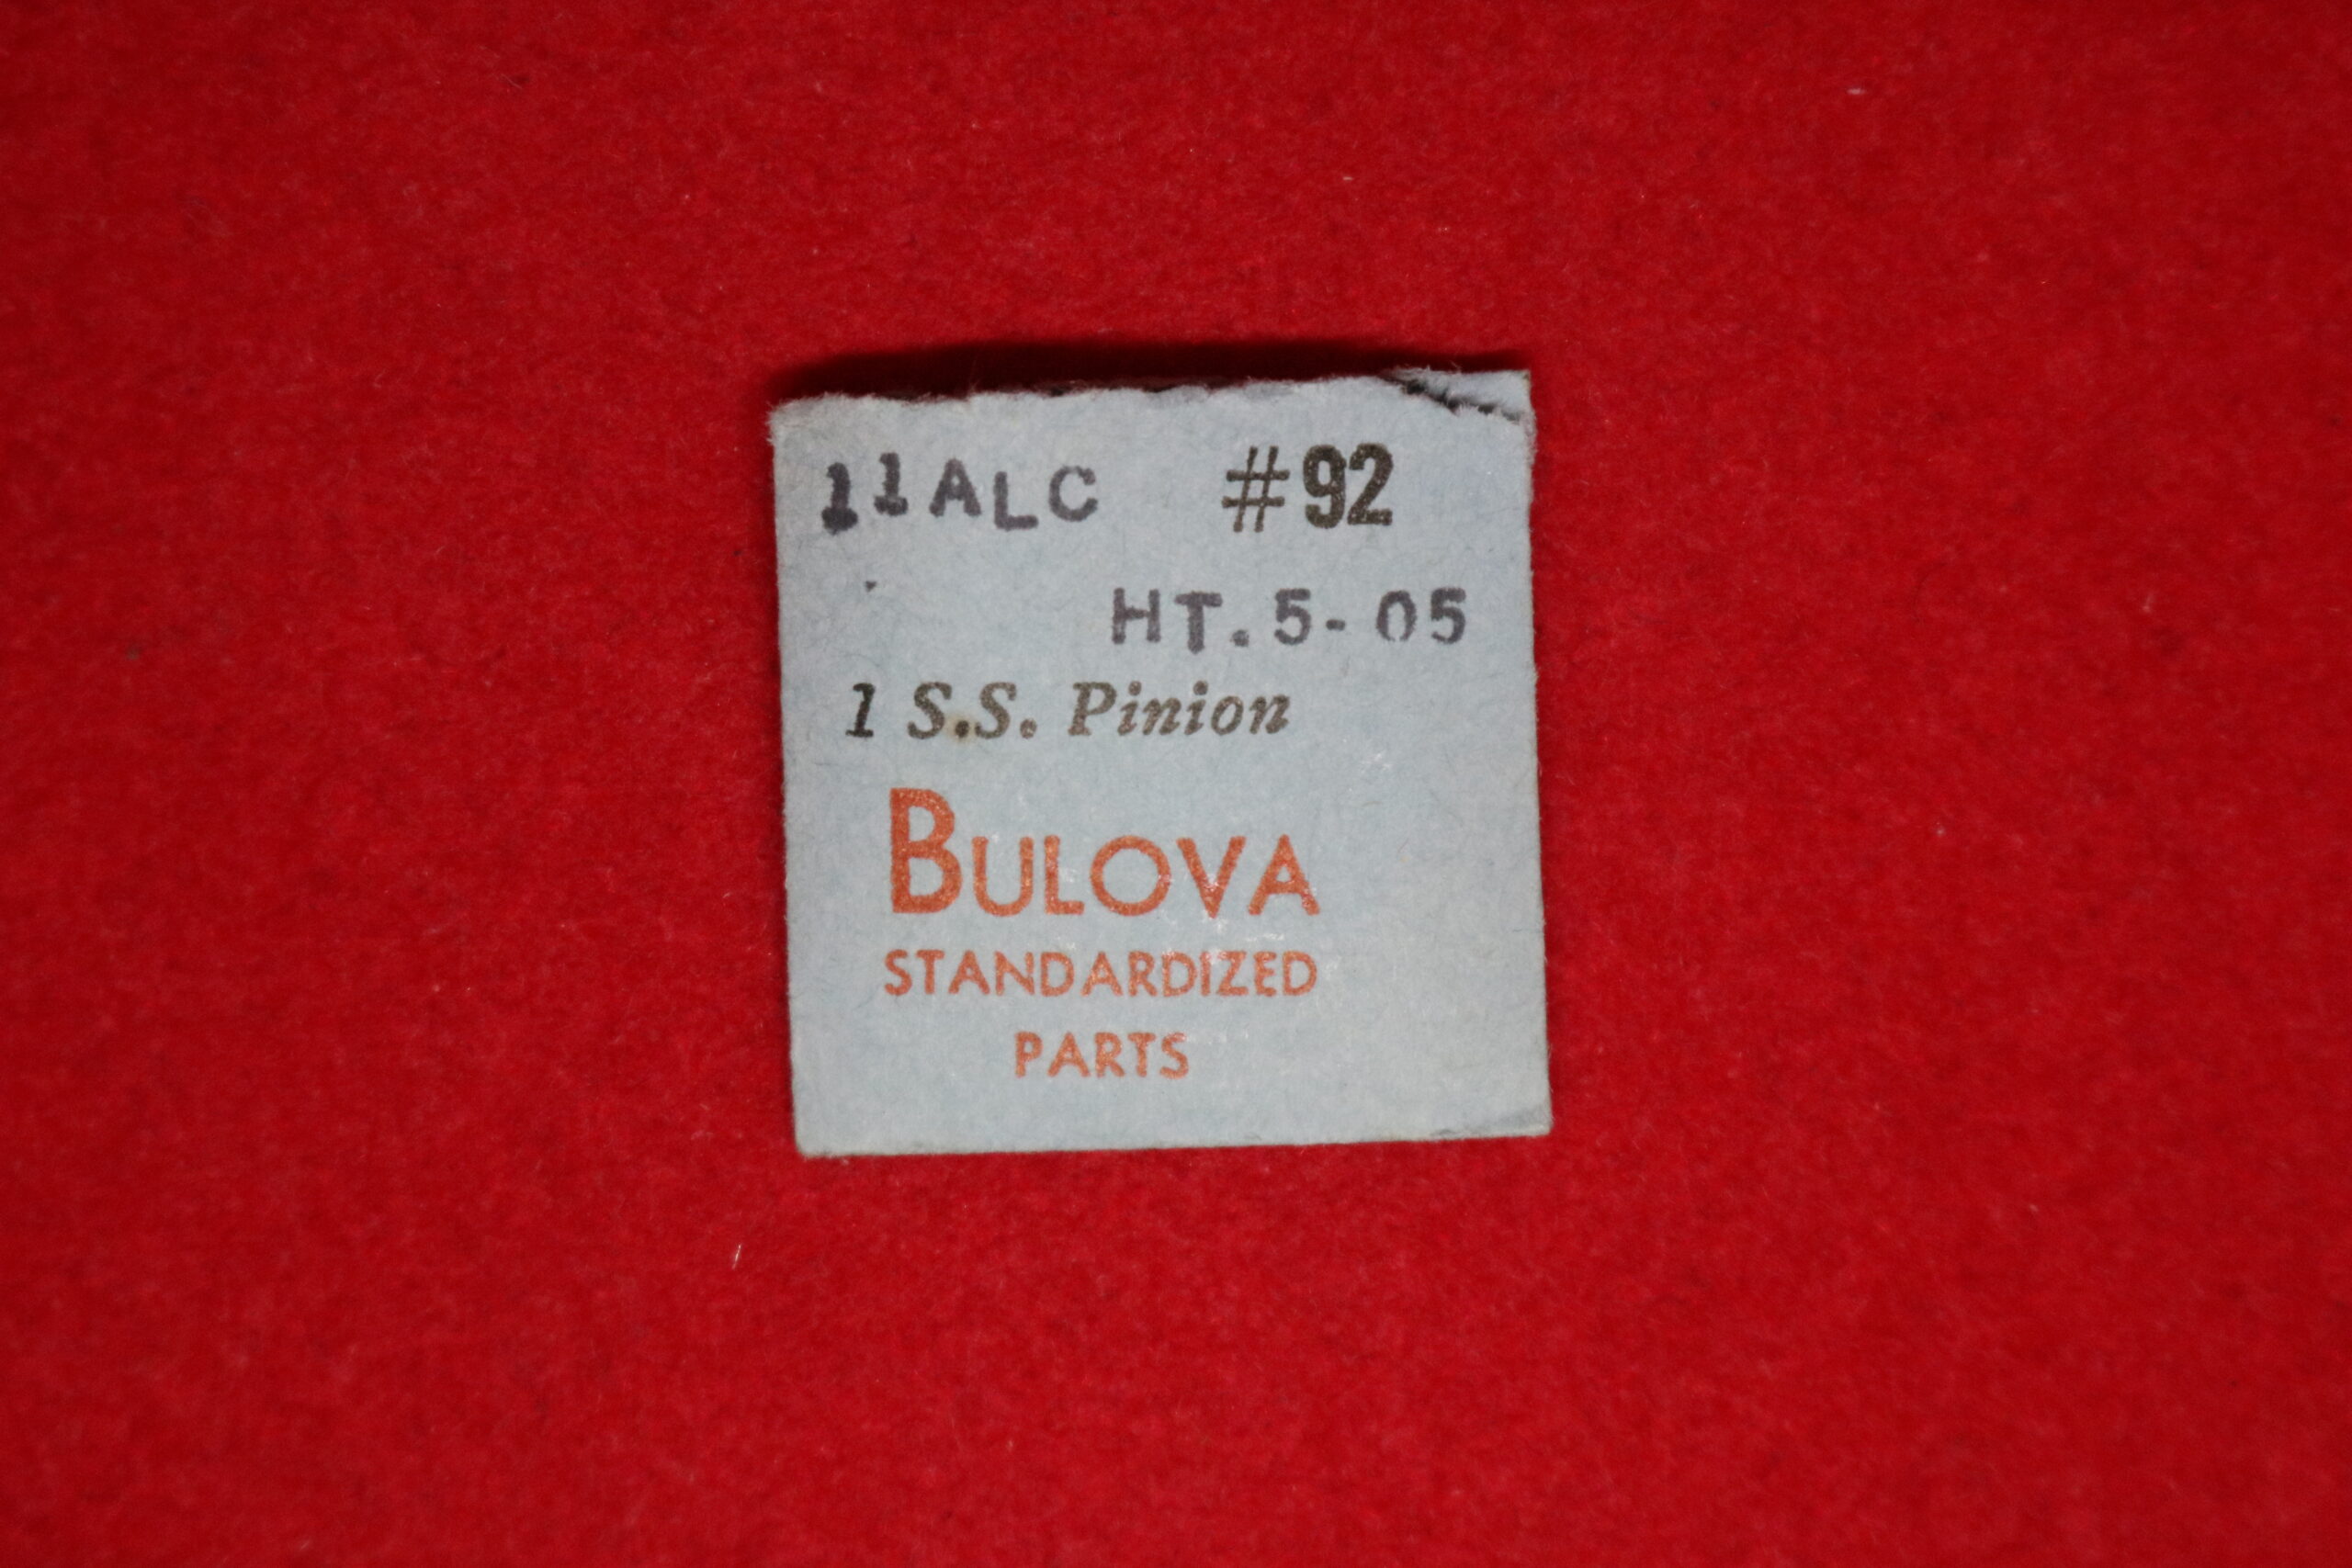 11ALC #92
HT. 5-05
1 S.S. Pinion
BULOVA
STANDARDIZED
PARTS